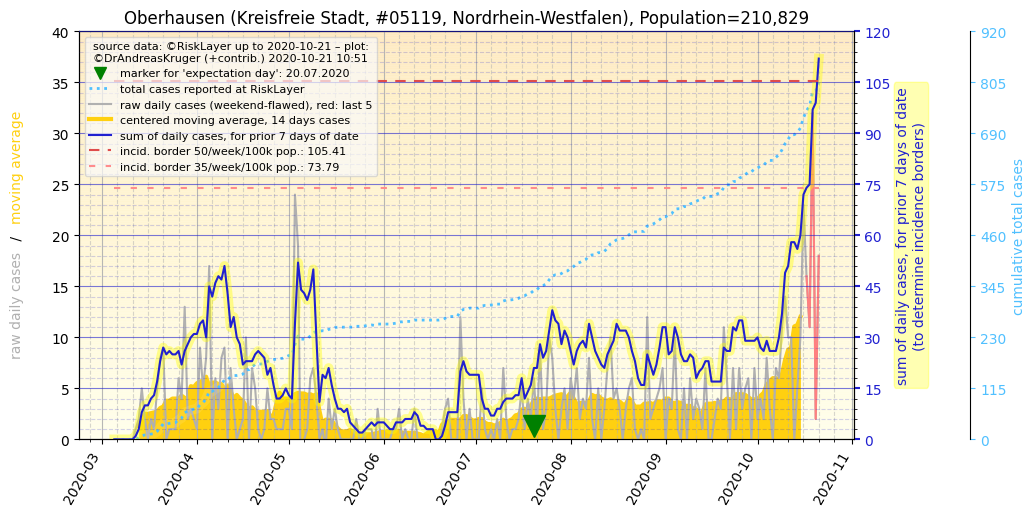 Oberhausen (Kreisfreie Stadt, #05119, Nordrhein-Westfalen), Population=210,829
source data: ©RiskLayer up to 2020-10-21 – plot:
©DrAndreasKruger (+contrib.) 2020-10-21 10:51
marker for 'expectation day': 20.07.2020
total cases reported at RiskLayer
raw daily cases (weekend-flawed), red: last 5
centered moving average, 14 days cases
sum of daily cases, for prior 7 days of date
incid. border 50/week/100k pop.: 105.41
incid. border 35/week/100k pop.: 73.79
raw daily cases / moving average
40
35
30
25
20
15
10
5
0
120
105
90
75
60
45
30
15
0
sum of daily cases, for prior 7 days of date
(to determine incidence borders)
920
805
690
575
460
345
230
115
0
cumulative total cases
2020-03
2020-04
2020-05
2020-06
2020-07
2020-08
2020-09
2020-10
2020-11